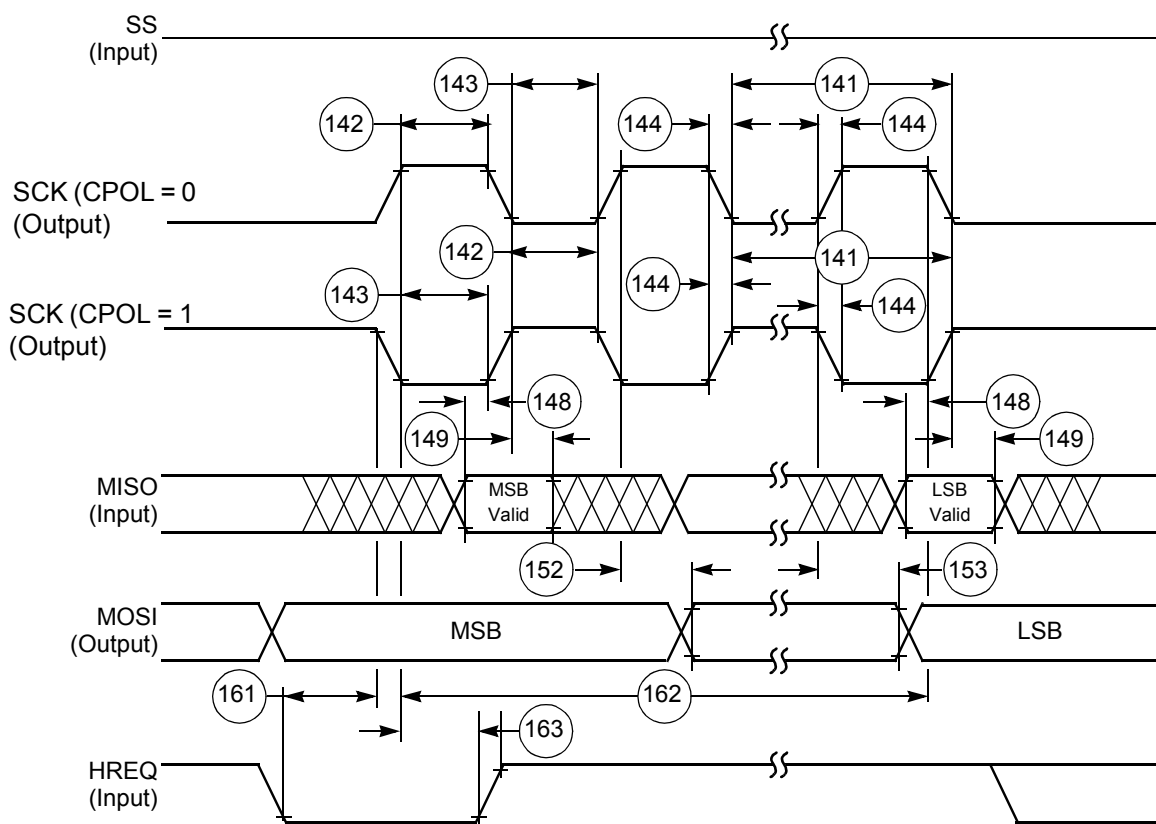 SS
(Input)
143
141
142
144
144
SCK (CPOL = 0
(Output)
142
141
143
144
144
SCK (CPOL = 1
(Output)
148
148
149
149
MISO
(Input)
MSB
Valid
LSB
Valid
152
153
MOSI
(Output)
MSB
LSB
161
162
163
HREQ
(Input)